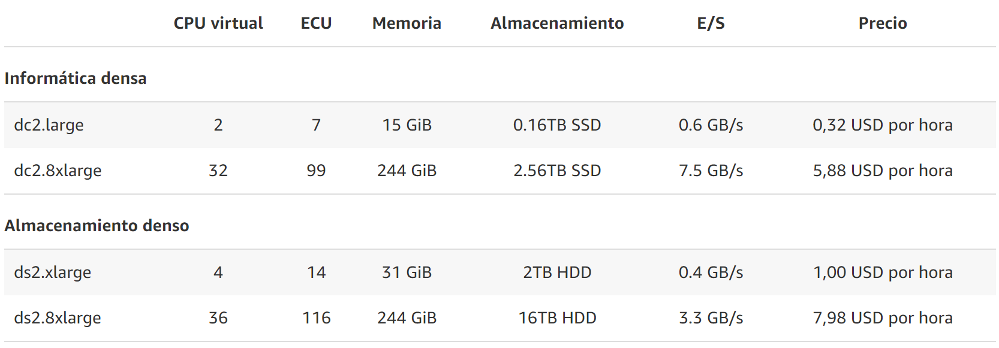 CPU virtual ECU Memoria Almacenamiento E/S Precio
Informática densa
dc2.large 2 7 15 GiB 0.16TB SSD 0.6 GB/s 0,32 USD por hora
dc2.8xlarge 32 99 244 GiB 2.56TB SSD 7.5 GB/s 5,88 USD por hora
Almacenamiento denso
ds2.xlarge 4 14 31 GiB 2TB HDD 0.4 GB/s 1,00 USD por hora
ds2.8xlarge 36 116 244 GiB 16TB HDD 3.3 GB/s 7,98 USD por hora